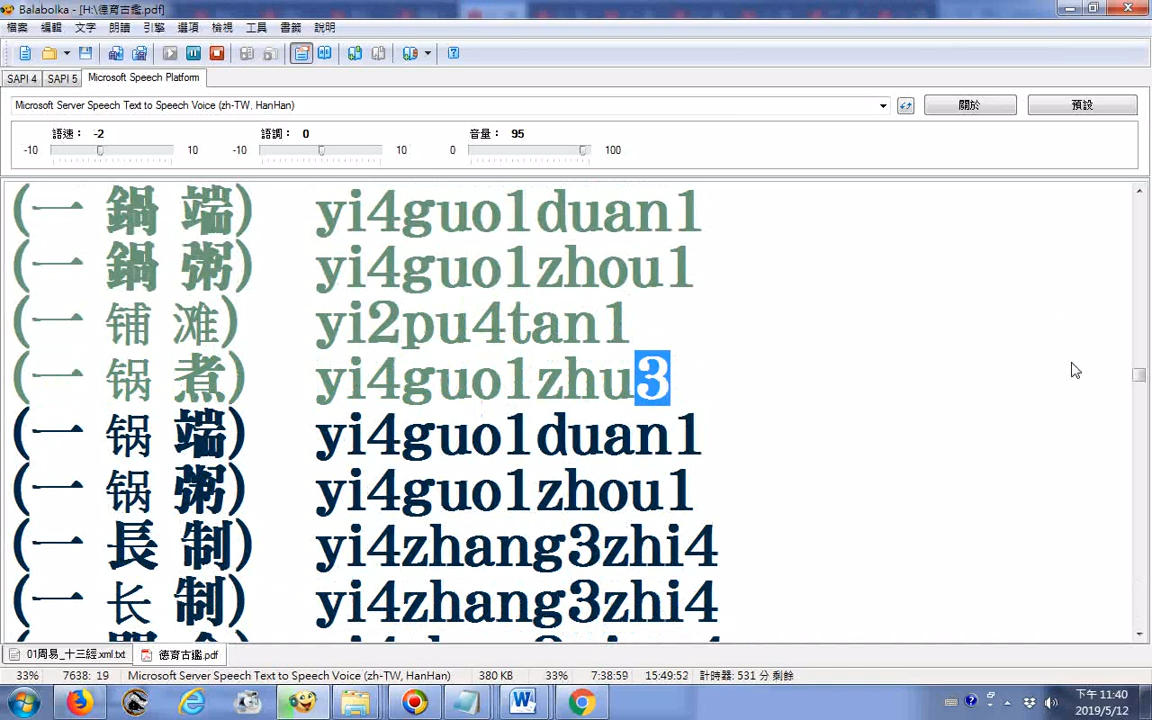 Balabolka - [H:\德育古鑑.pdf]
檔案 編輯 文字 朗讀 引擎 選項 檢視 工具 書籤 說明
SAPI 4 SAPI 5 Microsoft Speech Platform
Microsoft Server Speech Text to Speech Voice (zh-TW, HanHan) 關於 預設
語速： -2 語調： 0 音量： 95
-10 10 -10 10 0 100
(一 鍋 端) yi4guo1duan1
(一 鍋 粥) yi4guo1zhou1
(一 铺 滩) yi2pu4tan1
(一 锅 煮) yi4guo1zhu3
(一 锅 端) yi4guo1duan1
(一 锅 粥) yi4guo1zhou1
(一 長 制) yi4zhang3zhi4
(一 长 制) yi4zhang3zhi4
01周易_十三經.xml.txt 德育古鑑.pdf
33% 7638: 19 Microsoft Server Speech Text to Speech Voice (zh-TW, HanHan) 380 KB 33% 7:38:59 15:49:52 計時器: 531 分 剩餘
下午 11:40
2019/5/12